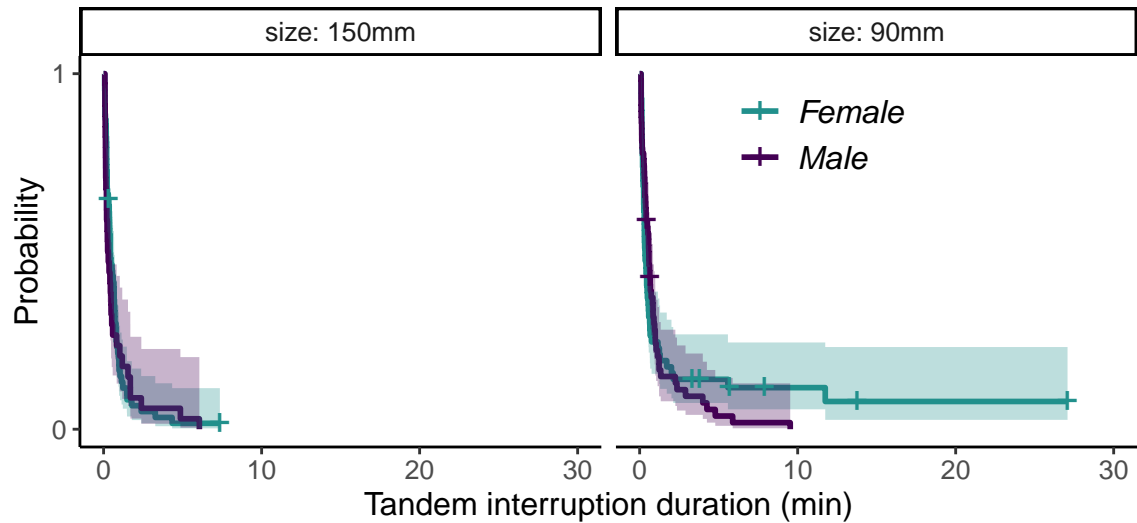 size: 150mm
size: 90mm
Probability
1
0
Female
Male
0 10 20 30
0 10 20 30
Tandem interruption duration (min)